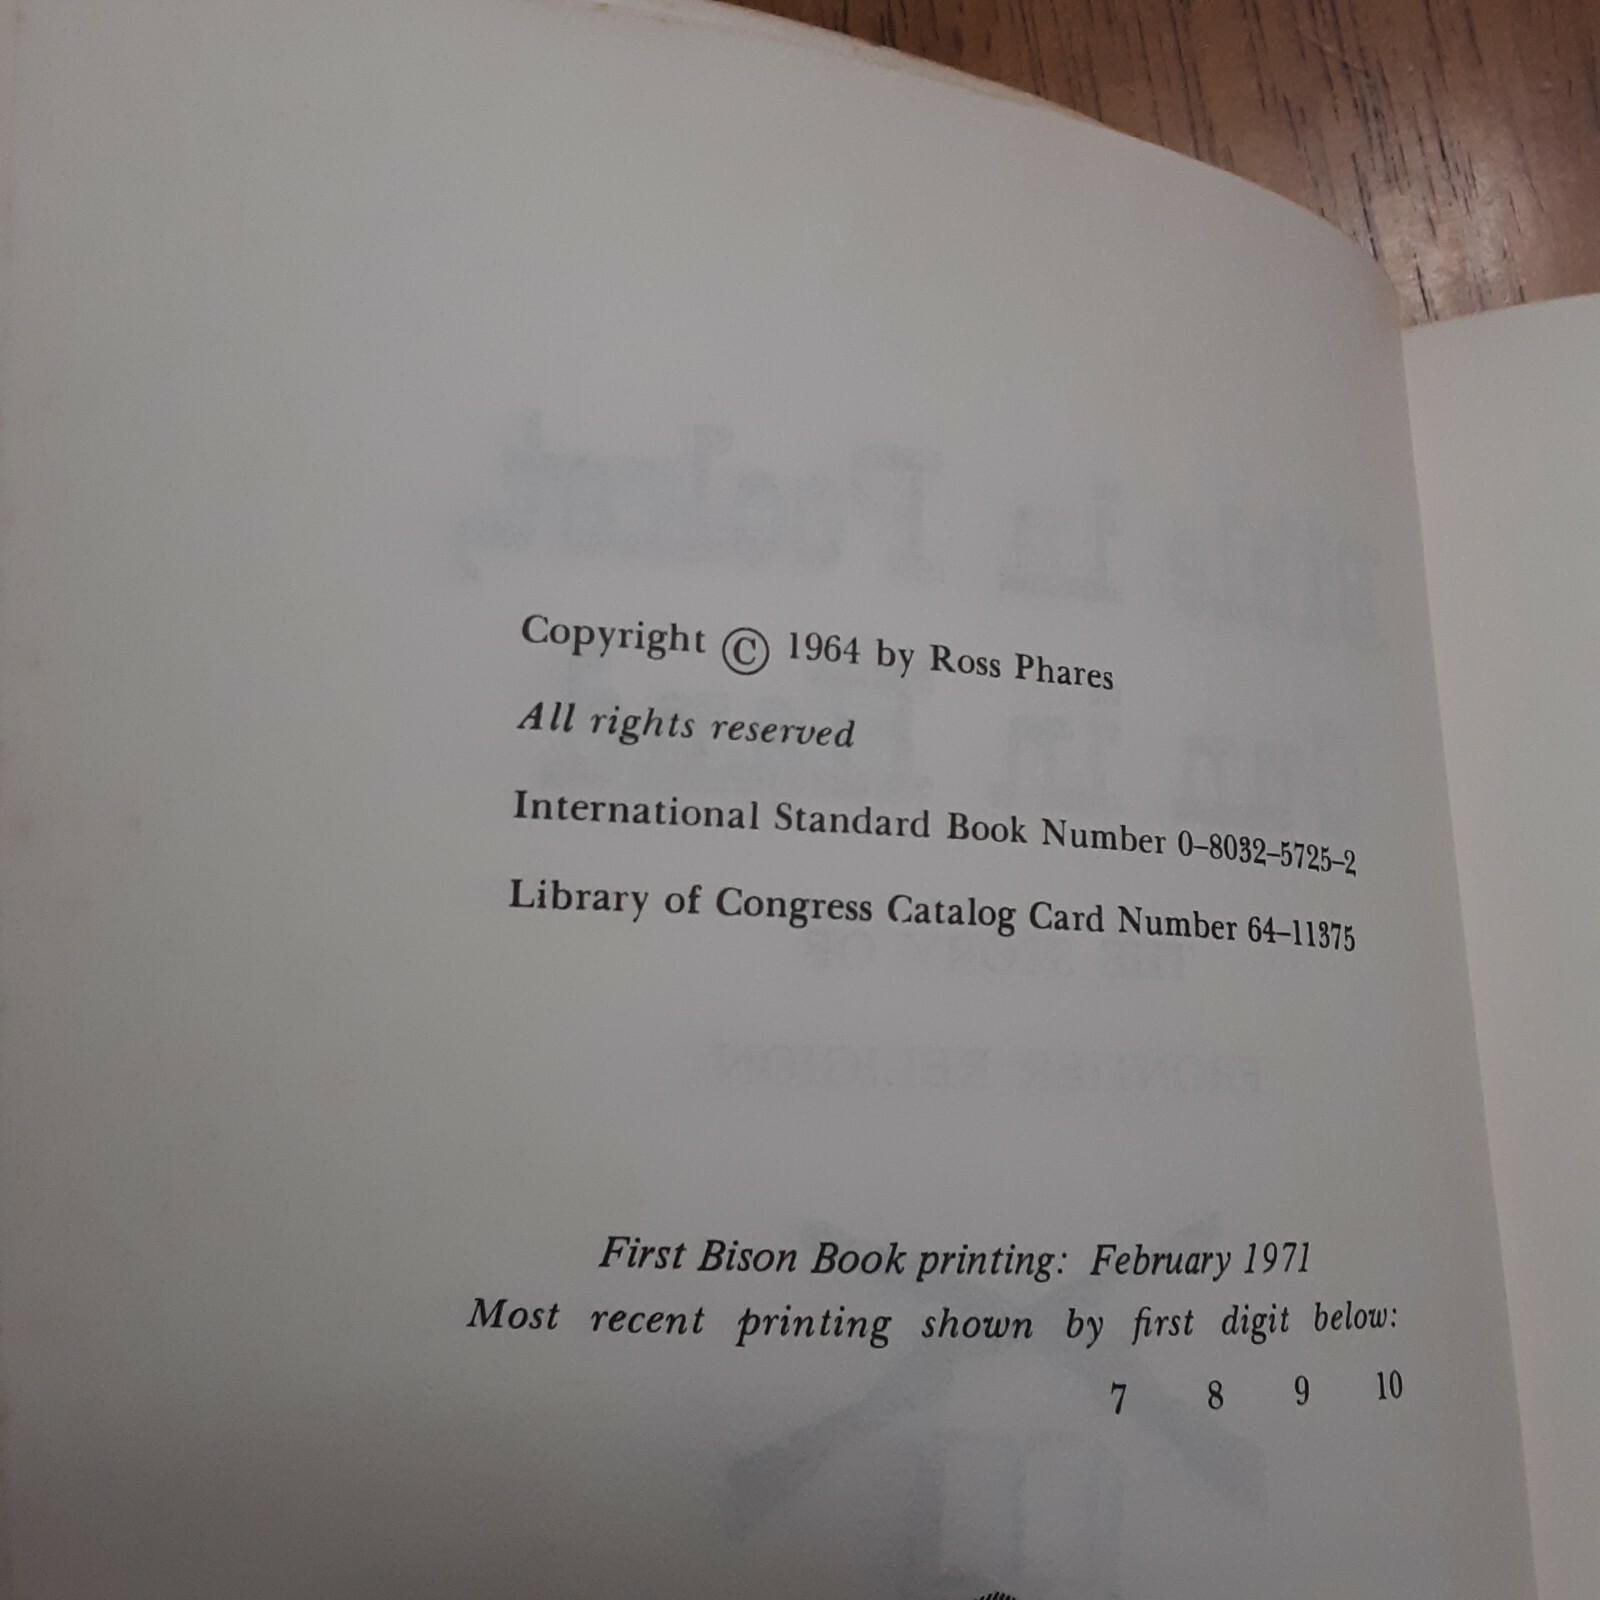 Copyright © 1964 by Ross Phares
All rights reserved
International Standard Book Number 0–8032–5725–2
Library of Congress Catalog Card Number 64–11375
First Bison Book printing: February 1971
Most recent printing shown by first digit below:
7 8 9 10